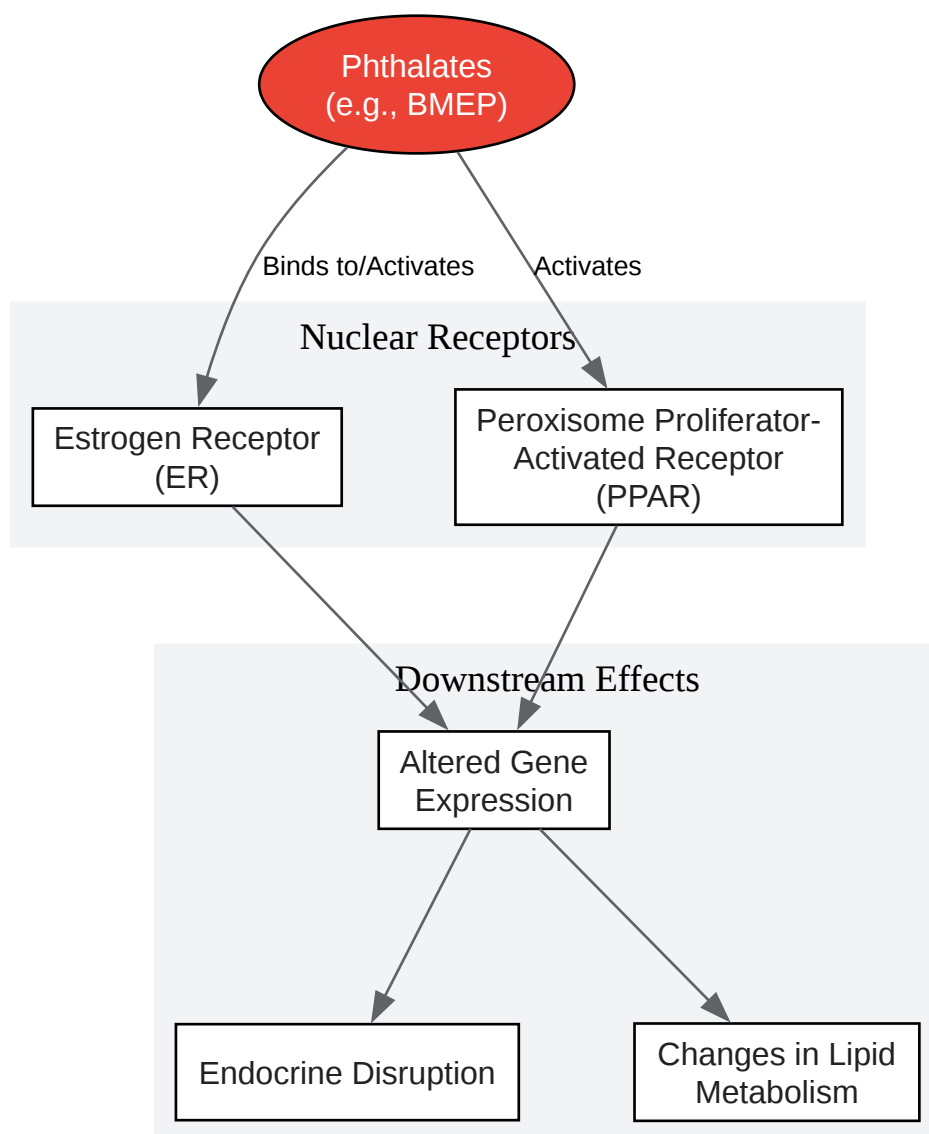 Phthalates
(e.g., BMEP)
Binds to/Activates
Activates
Nuclear Receptors
Estrogen Receptor
(ER)
Peroxisome Proliferator-
Activated Receptor
(PPAR)
Downstream Effects
Altered Gene
Expression
Endocrine Disruption
Changes in Lipid
Metabolism